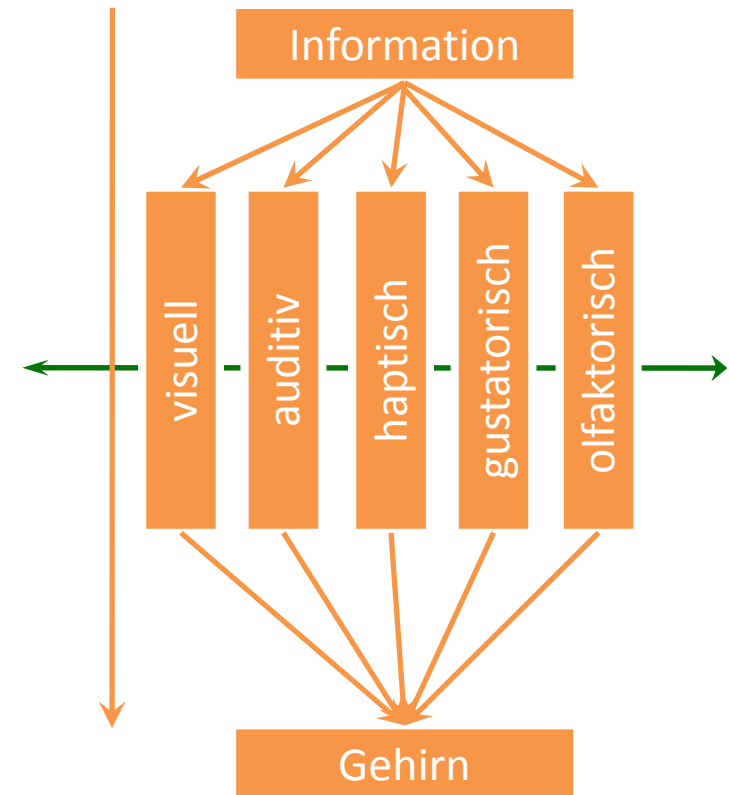 Information
visuell
auditiv
haptisch
gustatorisch
olfaktorisch
Gehirn